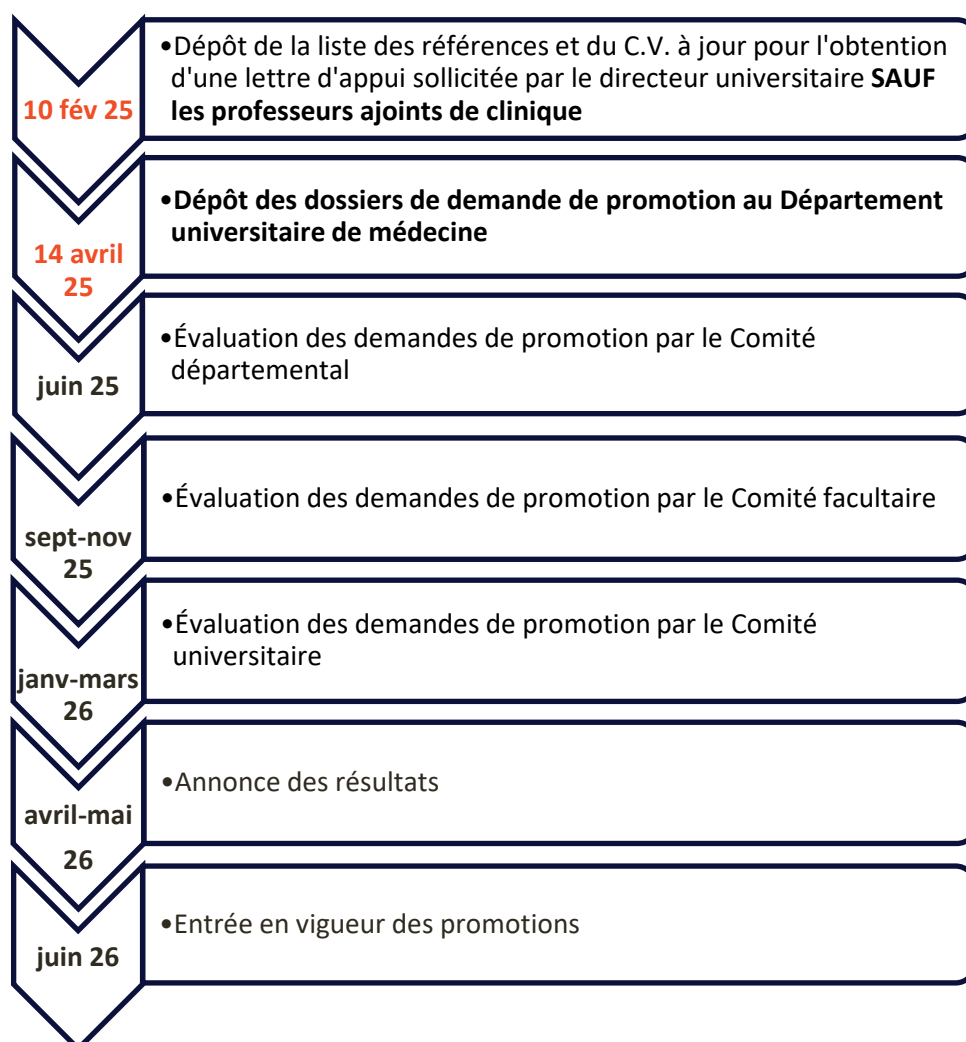 10 fév 25
•Dépôt de la liste des références et du C.V. à jour pour l'obtention
d'une lettre d'appui sollicitée par le directeur universitaire SAUF
les professeurs ajoints de clinique
14 avril
25
•Dépôt des dossiers de demande de promotion au Département
universitaire de médecine
juin 25
•Évaluation des demandes de promotion par le Comité
départemental
sept-nov
25
•Évaluation des demandes de promotion par le Comité facultaire
janv-mars
26
•Évaluation des demandes de promotion par le Comité
universitaire
avril-mai
26
•Annonce des résultats
juin 26
•Entrée en vigueur des promotions